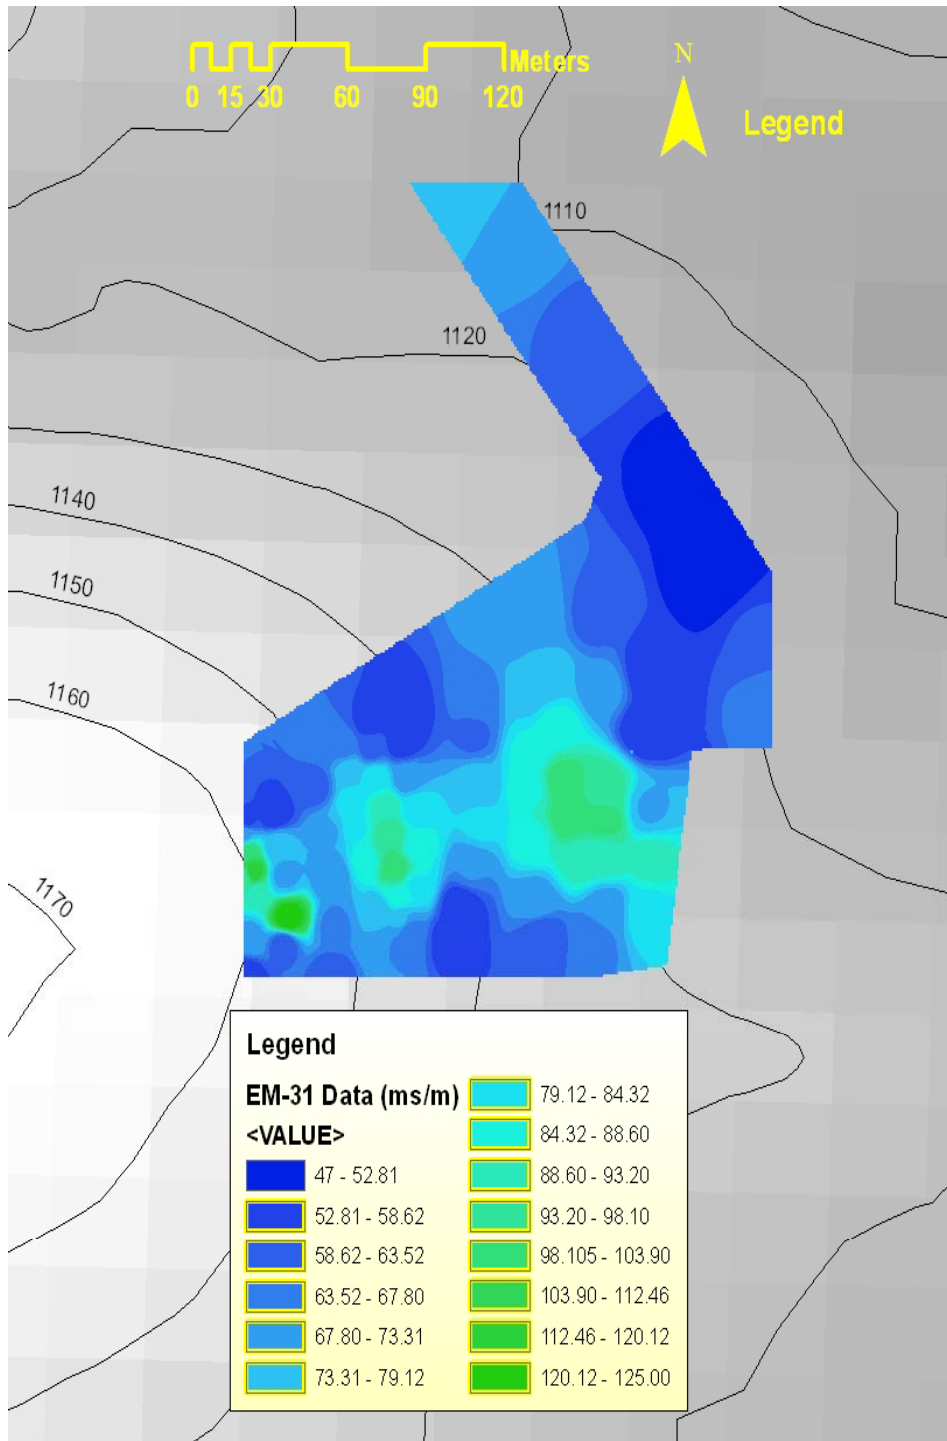 Meters
0 15 30 60 90 120
N
Legend
1110
1120
1140
1150
1160
1170
Legend
EM-31 Data (ms/m)
<VALUE>
47 - 52.81
52.81 - 58.62
58.62 - 63.52
63.52 - 67.80
67.80 - 73.31
73.31 - 79.12
79.12 - 84.32
84.32 - 88.60
88.60 - 93.20
93.20 - 98.10
98.105 - 103.90
103.90 - 112.46
112.46 - 120.12
120.12 - 125.00